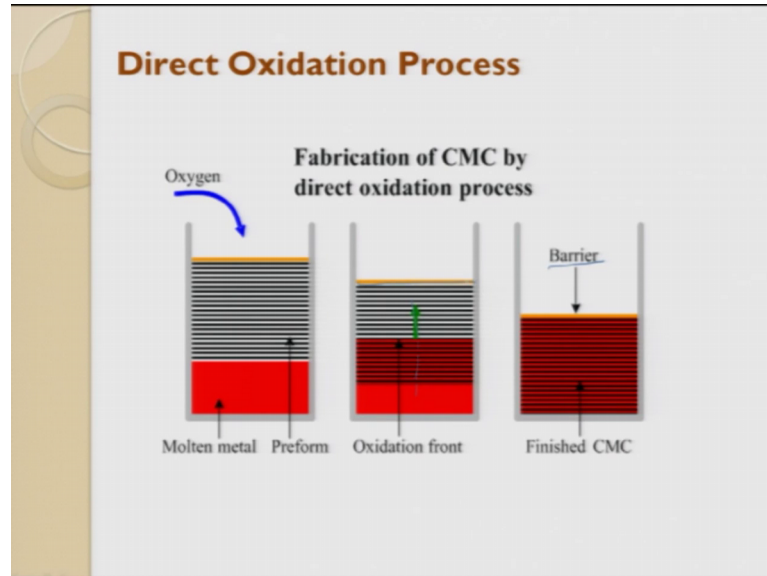 Direct Oxidation Process
Fabrication of CMC by
direct oxidation process
Oxygen
Barrier
Molten metal
Preform
Oxidation front
Finished CMC